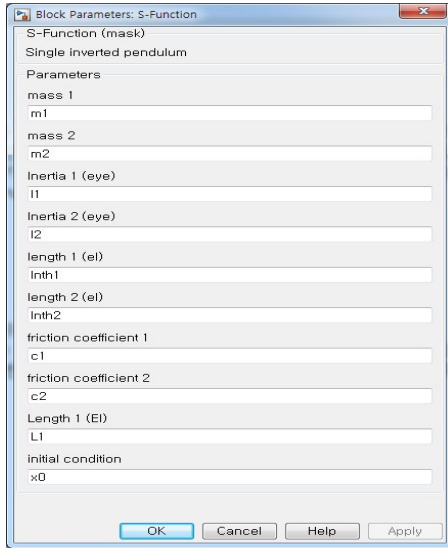 Block Parameters: S-Function
S-Function (mask)
Single inverted pendulum
Parameters
mass 1
m1
mass 2
m2
Inertia 1 (eye)
I1
Inertia 2 (eye)
I2
length 1 (el)
lnth1
length 2 (el)
lnth2
friction coefficient 1
c1
friction coefficient 2
c2
Length 1 (El)
L1
initial condition
x0
OK Cancel Help Apply